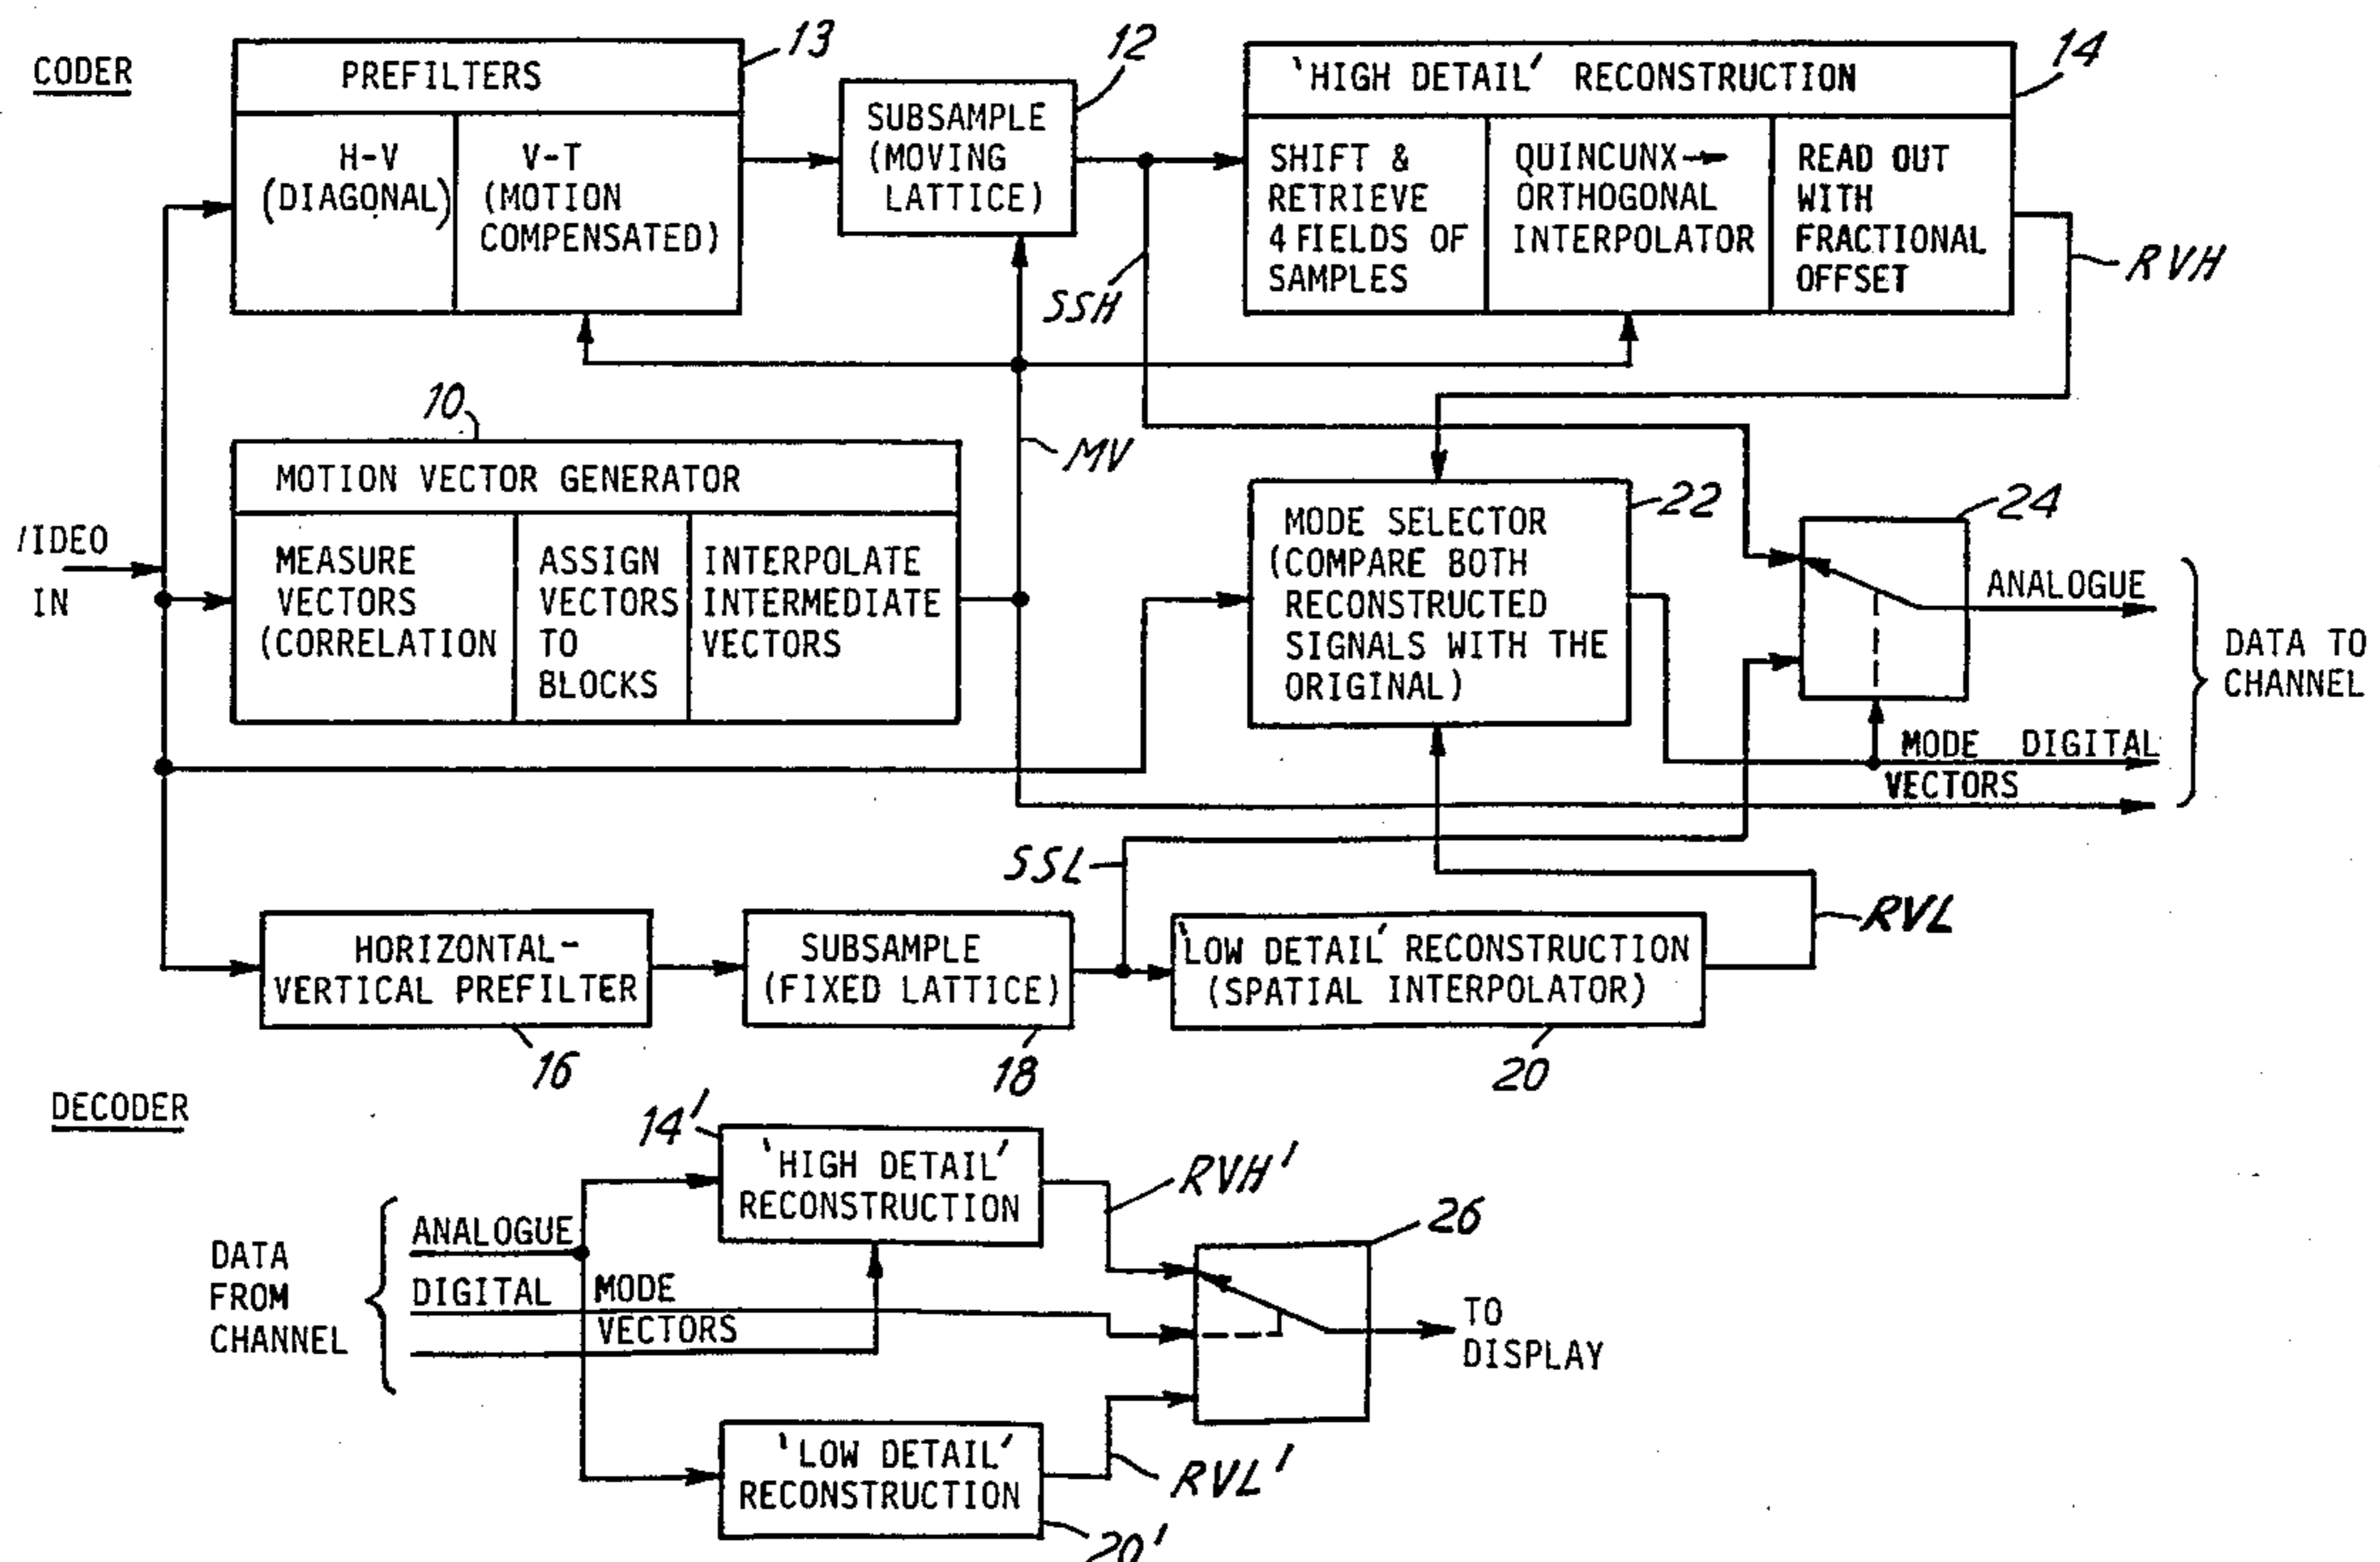 CODER
PREFILTERS
13
H-V
(DIAGONAL)
V-T
(MOTION
COMPENSATED)
SUBSAMPLE
(MOVING
LATTICE)
12
'HIGH DETAIL' RECONSTRUCTION
14
SHIFT &
RETRIEVE
4 FIELDS OF
SAMPLES
QUINCUNX→
ORTHOGONAL
INTERPOLATOR
READ OUT
WITH
FRACTIONAL
OFFSET
RVH
SSH
MV
10
MOTION VECTOR GENERATOR
MEASURE
VECTORS
(CORRELATION
ASSIGN
VECTORS
TO
BLOCKS
INTERPOLATE
INTERMEDIATE
VECTORS
/IDEO
IN
MODE SELECTOR
(COMPARE BOTH
RECONSTRUCTED
SIGNALS WITH THE
ORIGINAL)
22
24
ANALOGUE
MODE DIGITAL
VECTORS
DATA TO
CHANNEL
SSL
RVL
HORIZONTAL-
VERTICAL PREFILTER
16
SUBSAMPLE
(FIXED LATTICE)
18
'LOW DETAIL' RECONSTRUCTION
(SPATIAL INTERPOLATOR)
20
DECODER
14'
'HIGH DETAIL'
RECONSTRUCTION
RVH'
26
DATA
FROM
CHANNEL
ANALOGUE
DIGITAL MODE
VECTORS
TO
DISPLAY
'LOW DETAIL'
RECONSTRUCTION
RVL'
20'